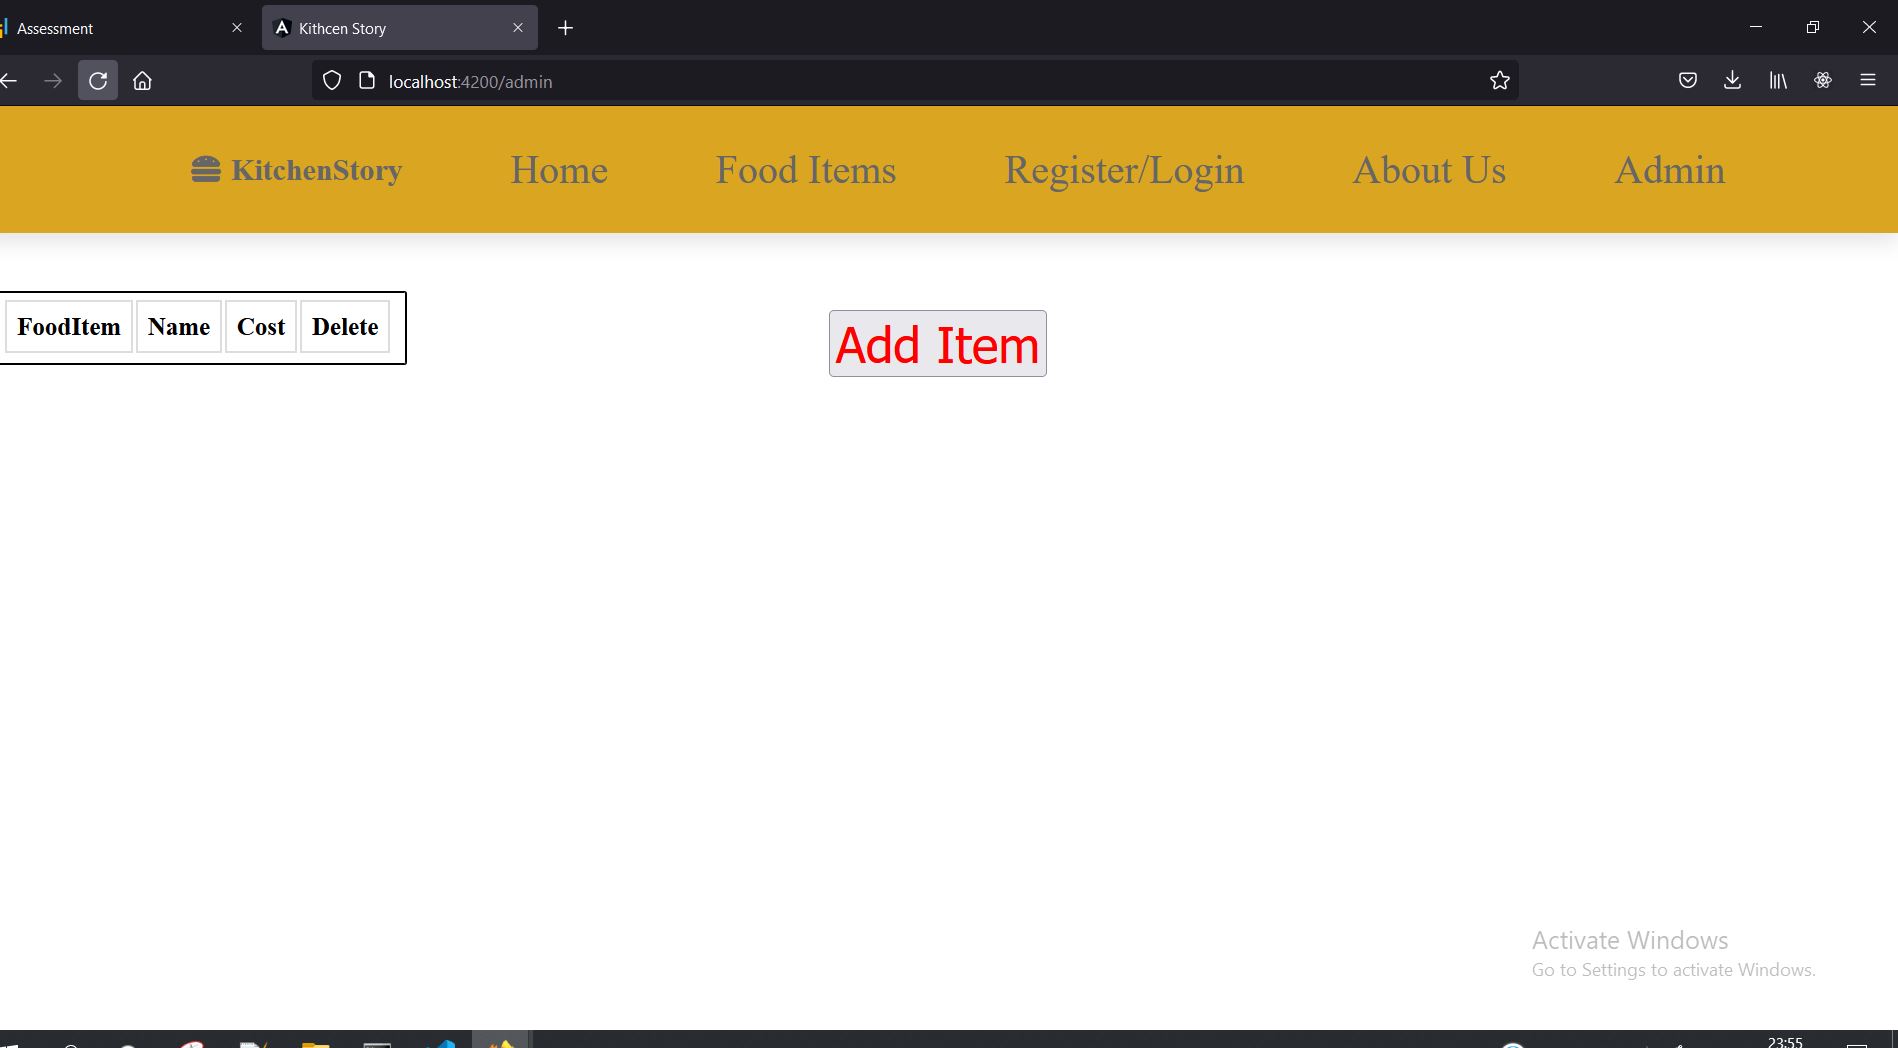 Assessment
Kithcen Story
localhost:4200/admin
KitchenStory Home Food Items Register/Login About Us Admin
FoodItem Name Cost Delete
Add Item
Activate Windows
Go to Settings to activate Windows.
23:55